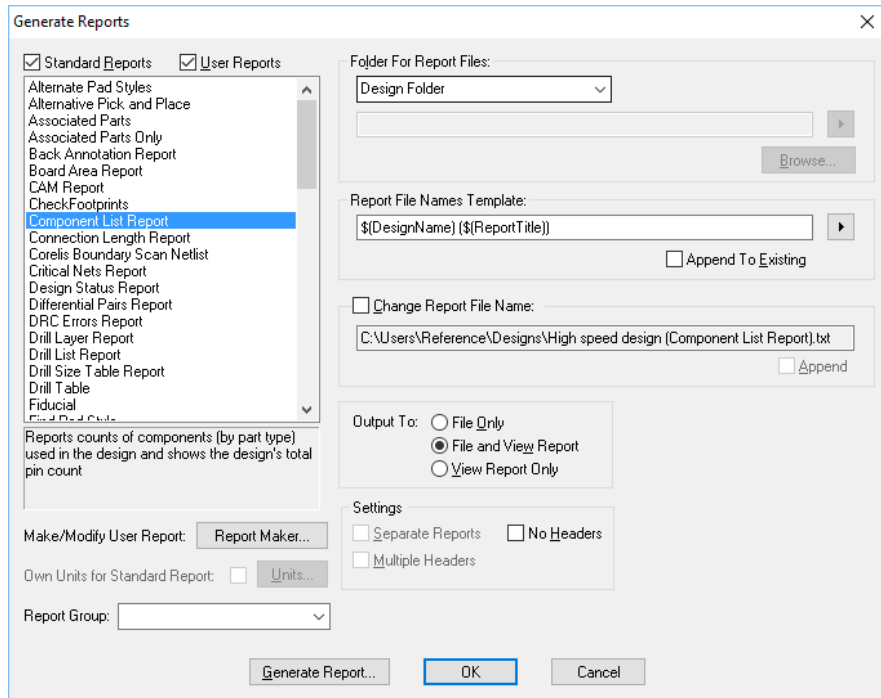 Generate Reports
Standard Reports
User Reports
Alternate Pad Styles
Alternative Pick and Place
Associated Parts
Associated Parts Only
Back Annotation Report
Board Area Report
CAM Report
CheckFootprints
Component List Report
Connection Length Report
Corelis Boundary Scan Netlist
Critical Nets Report
Design Status Report
Differential Pairs Report
DRC Errors Report
Drill Layer Report
Drill List Report
Drill Size Table Report
Drill Table
Fiducial
Reports counts of components (by part type)
used in the design and shows the design's total
pin count
Make/Modify User Report:
Report Maker...
Own Units for Standard Report:
Units...
Report Group:
Folder For Report Files:
Design Folder
Browse...
Report File Names Template:
$(DesignName) ($(ReportTitle))
Append To Existing
Change Report File Name:
C:\Users\Reference\Designs\High speed design (Component List Report).txt
Append
Output To:
File Only
File and View Report
View Report Only
Settings
Separate Reports
No Headers
Multiple Headers
Generate Report...
OK
Cancel